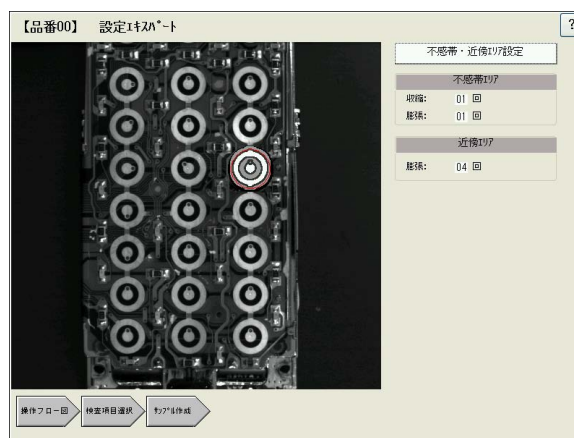 【品番00】 設定ｴｷｽﾊﾟｰﾄ
?
不感帯・近傍ｴﾘｱ設定
不感帯ｴﾘｱ
収縮: 01 回
膨張: 01 回
近傍ｴﾘｱ
膨張: 04 回
操作フロー図
検査項目選択
ｻﾝﾌﾟﾙ作成